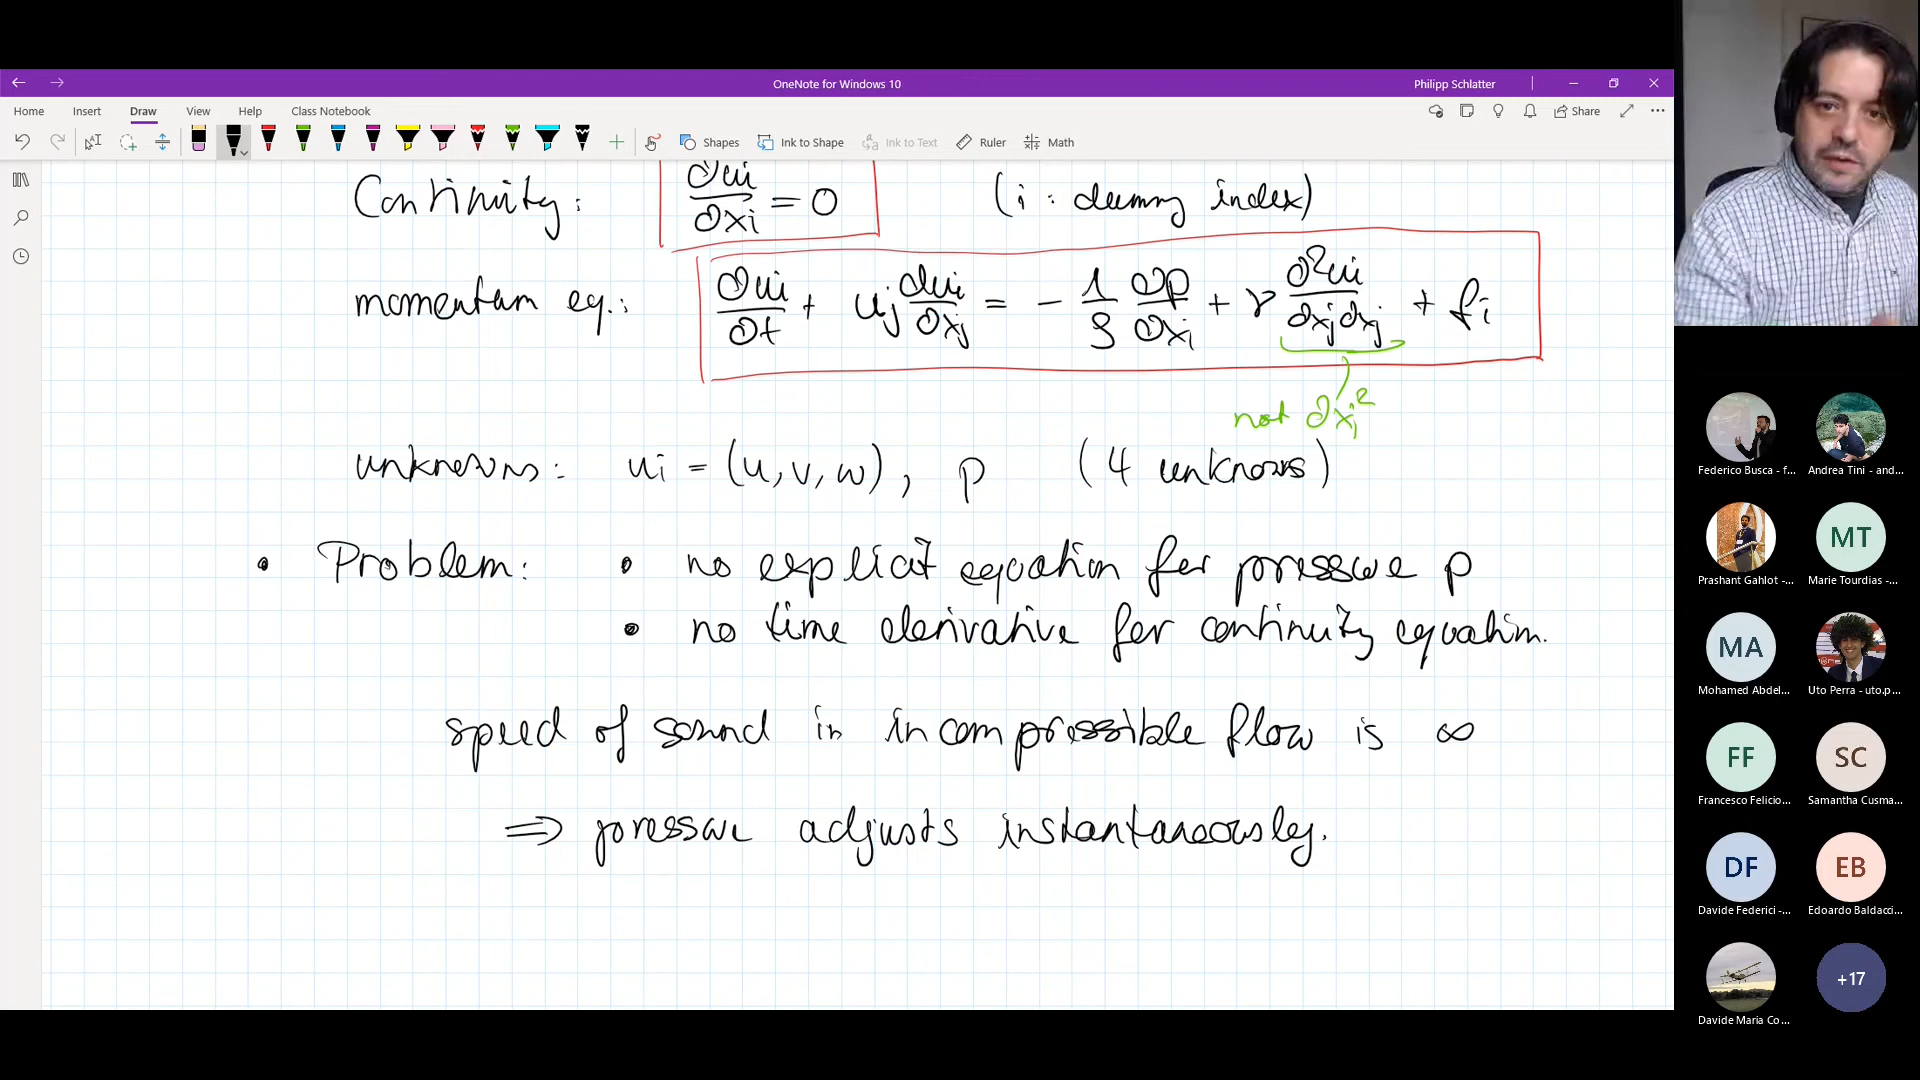 OneNote for Windows 10
Philipp Schlatter
Home Insert Draw View Help Class Notebook
Share
Shapes Ink to Shape Ink to Text Ruler Math
Continuity: ∂ui/∂xi = 0 (i : dummy index)
momentum eq.: ∂ui/∂t + uj ∂ui/∂xj = - 1/ρ ∂p/∂xi + ν ∂²ui/∂xj∂xj + fi
not ∂xj²
unknowns: ui = (u, v, w), p (4 unknows)
• Problem: • no explicit equation for pressure p
• no time derivative for continuity equation.
speed of sound in incompressible flow is ∞
⇒ pressure adjusts instantaneously.
Federico Busca - f... Andrea Tini - and...
MT
Prashant Gahlot -... Marie Tourdias -...
MA
Mohamed Abdel... Uto Perra - uto.p...
FF SC
Francesco Felicio... Samantha Cusma...
DF EB
Davide Federici -... Edoardo Baldacci...
+17
Davide Maria Co...